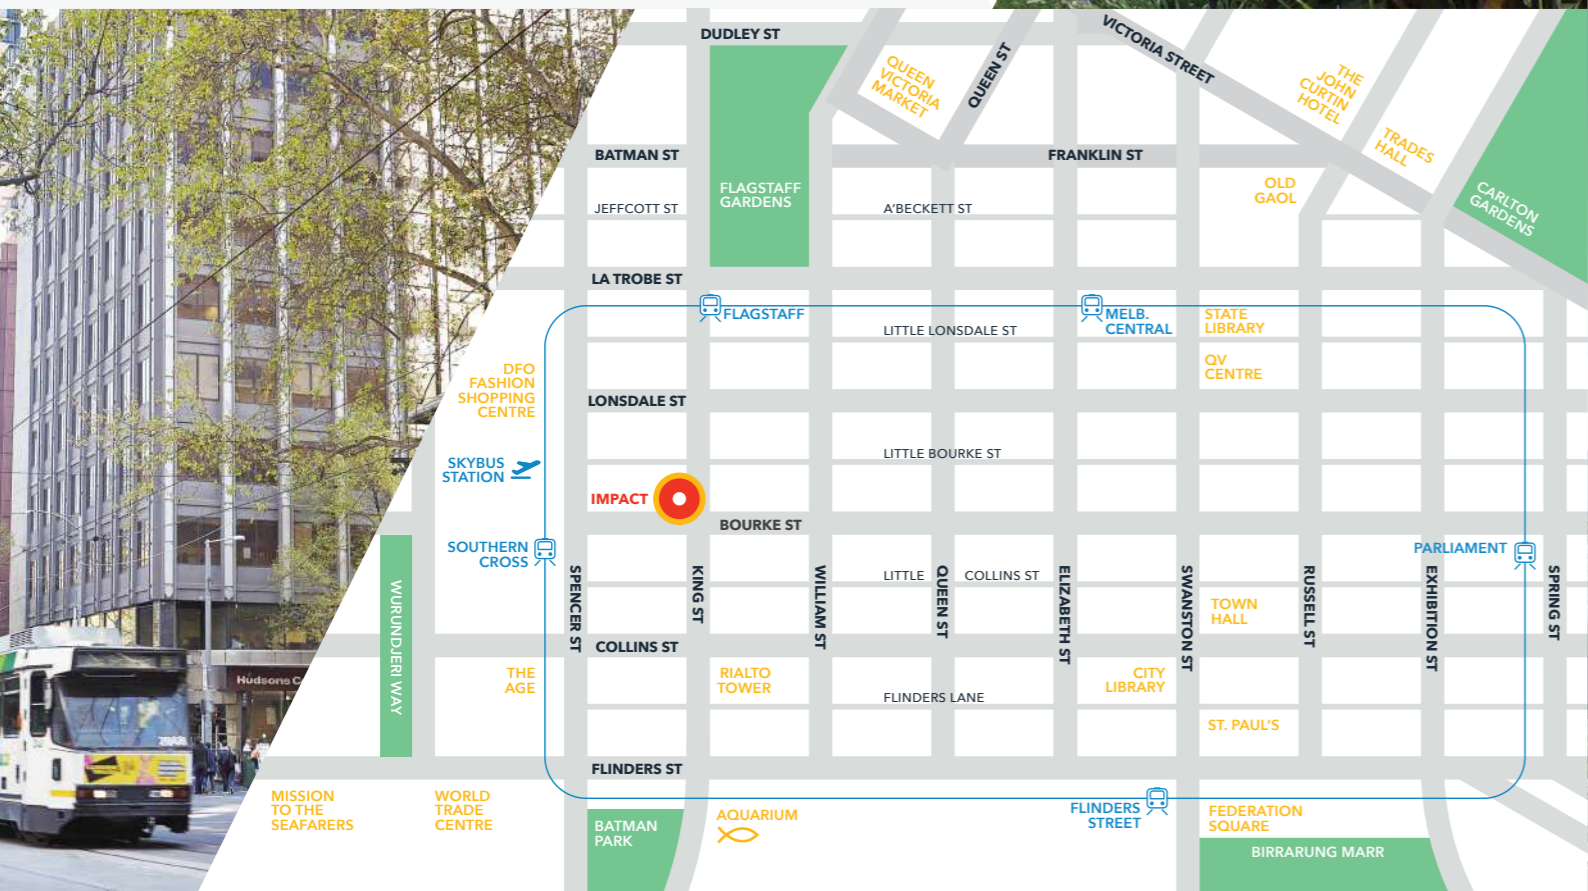 DUDLEY ST
VICTORIA STREET
QUEEN ST
QUEEN
VICTORIA
MARKET
THE
JOHN
CURTIN
HOTEL
TRADES
HALL
BATMAN ST
FRANKLIN ST
FLAGSTAFF
GARDENS
JEFFCOTT ST
A'BECKETT ST
OLD
GAOL
CARLTON
GARDENS
LA TROBE ST
FLAGSTAFF
LITTLE LONSDALE ST
MELB.
CENTRAL
STATE
LIBRARY
QV
CENTRE
DFO
FASHION
SHOPPING
CENTRE
LONSDALE ST
LITTLE BOURKE ST
SKYBUS
STATION
IMPACT
BOURKE ST
SOUTHERN
CROSS
PARLIAMENT
LITTLE COLLINS ST
WURUNDJERI WAY
SPENCER ST
KING ST
WILLIAM ST
QUEEN ST
ELIZABETH ST
SWANSTON ST
RUSSELL ST
EXHIBITION ST
SPRING ST
TOWN
HALL
COLLINS ST
THE
AGE
RIALTO
TOWER
CITY
LIBRARY
FLINDERS LANE
ST. PAUL'S
Hudsons
FLINDERS ST
MISSION
TO THE
SEAFARERS
WORLD
TRADE
CENTRE
BATMAN
PARK
AQUARIUM
FLINDERS
STREET
FEDERATION
SQUARE
BIRRARUNG MARR